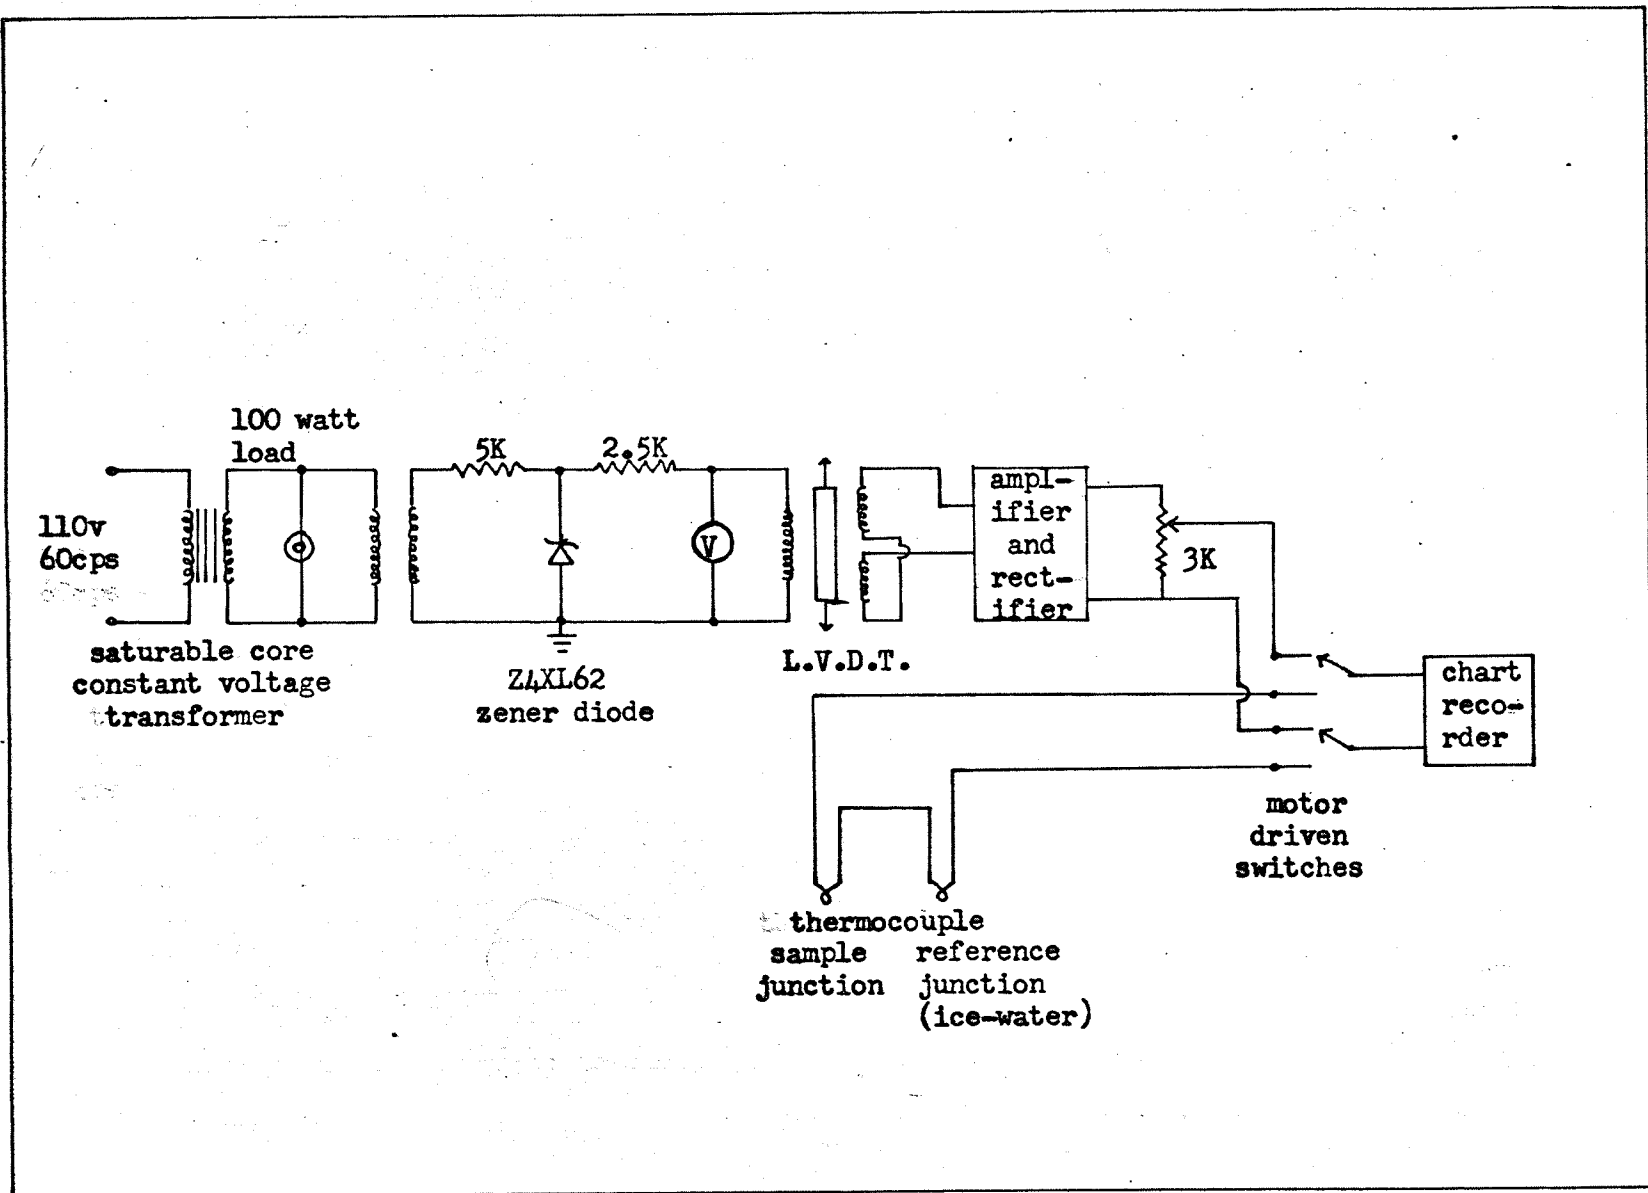 100 watt
load
5K
2.5K
110v
60cps
saturable core
constant voltage
transformer
Z4XL62
zener diode
V
L.V.D.T.
ampl-
ifier
and
rect-
ifier
3K
chart
reco-
rder
motor
driven
switches
thermocouple
sample
junction
reference
junction
(ice-water)